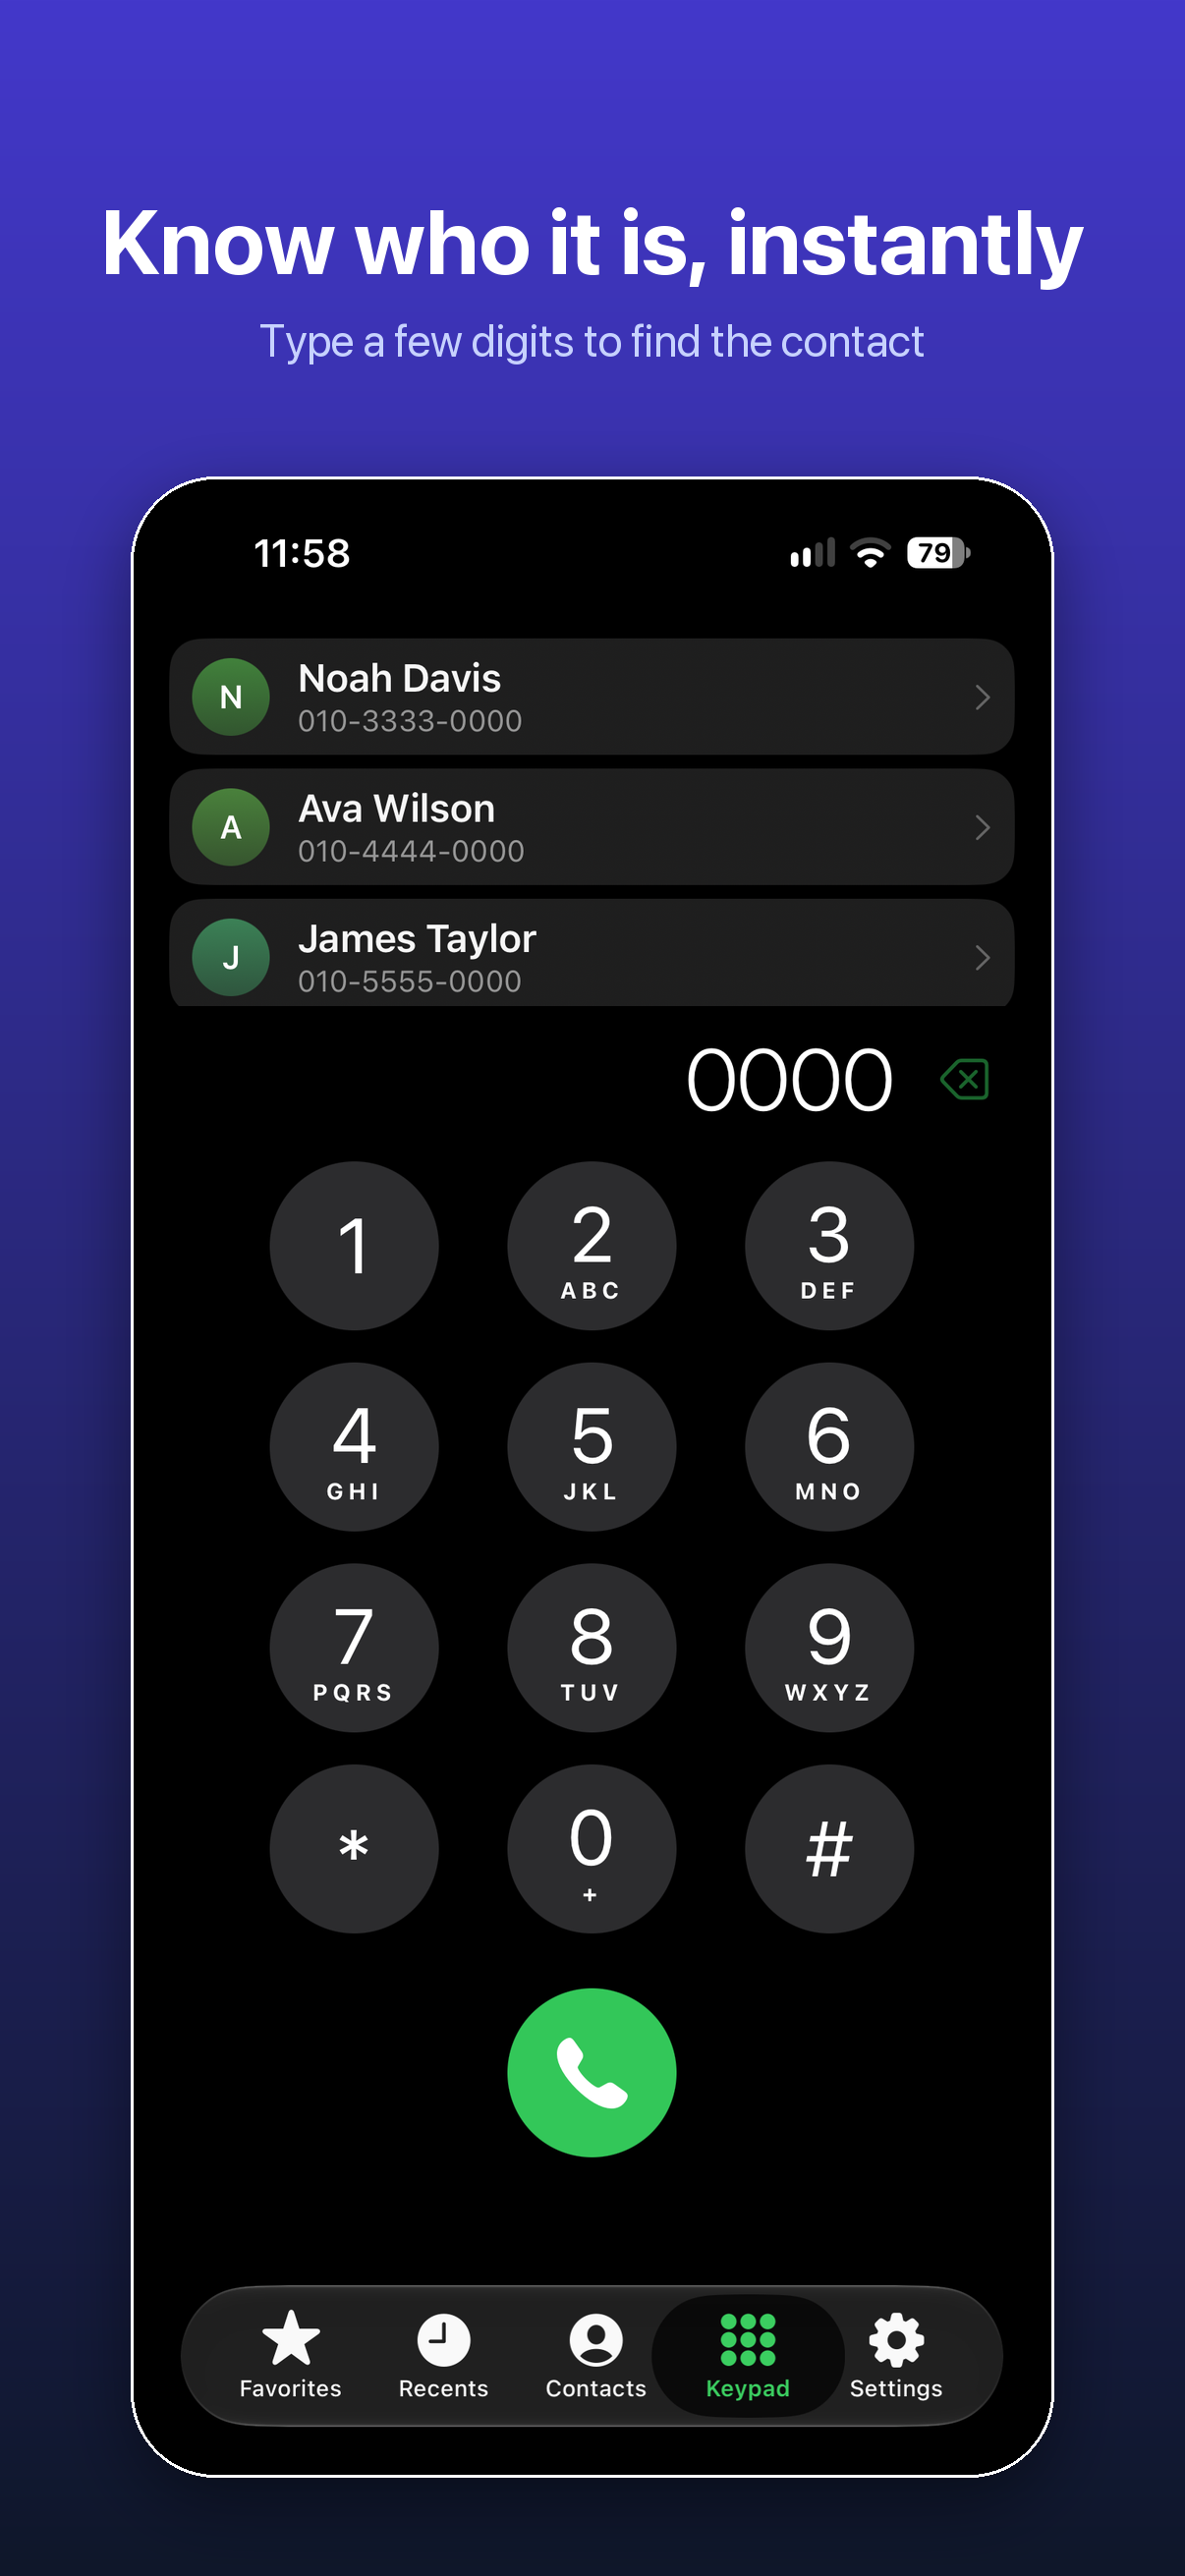 Know who it is, instantly
Type a few digits to find the contact
11:58 79
N Noah Davis
010-3333-0000
A Ava Wilson
010-4444-0000
J James Taylor
010-5555-0000
0000
1 2 3
ABC DEF
4 5 6
GHI JKL MNO
7 8 9
PQRS TUV WXYZ
* 0 #
+
Favorites Recents Contacts Keypad Settings